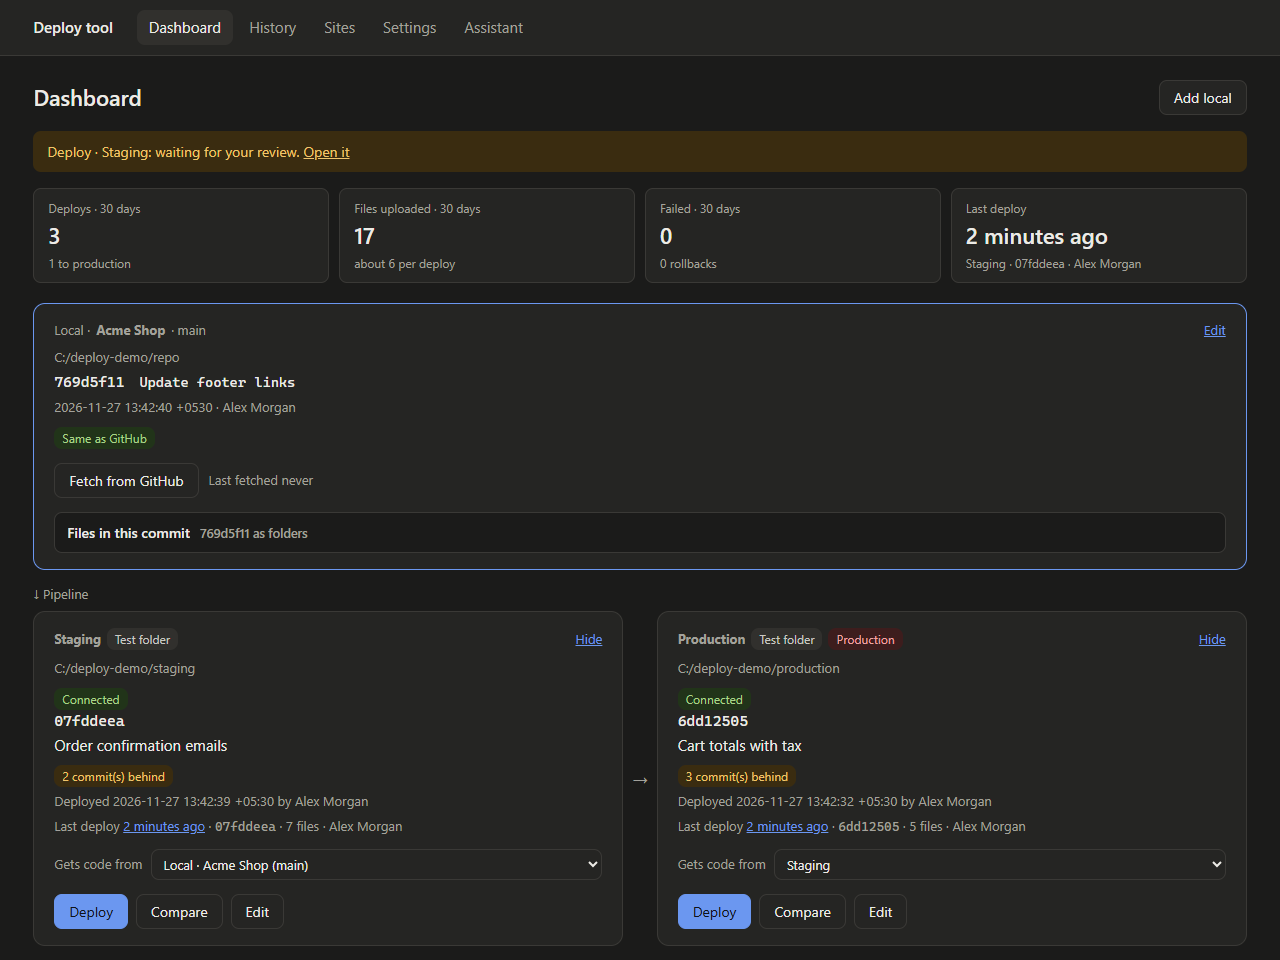 Deploy tool Dashboard History Sites Settings Assistant
Dashboard
Add local
Deploy · Staging: waiting for your review. Open it
Deploys · 30 days
3
1 to production
Files uploaded · 30 days
17
about 6 per deploy
Failed · 30 days
0
0 rollbacks
Last deploy
2 minutes ago
Staging · 07fddeea · Alex Morgan
Local · Acme Shop · main
Edit
C:/deploy-demo/repo
769d5f11 Update footer links
2026-11-27 13:42:40 +0530 · Alex Morgan
Same as GitHub
Fetch from GitHub Last fetched never
Files in this commit 769d5f11 as folders
↓ Pipeline
Staging Test folder
Hide
C:/deploy-demo/staging
Connected
07fddeea
Order confirmation emails
2 commit(s) behind
Deployed 2026-11-27 13:42:39 +05:30 by Alex Morgan
Last deploy 2 minutes ago · 07fddeea · 7 files · Alex Morgan
Gets code from Local · Acme Shop (main)
Deploy Compare Edit
→
Production Test folder Production
Hide
C:/deploy-demo/production
Connected
6dd12505
Cart totals with tax
3 commit(s) behind
Deployed 2026-11-27 13:42:32 +05:30 by Alex Morgan
Last deploy 2 minutes ago · 6dd12505 · 5 files · Alex Morgan
Gets code from Staging
Deploy Compare Edit